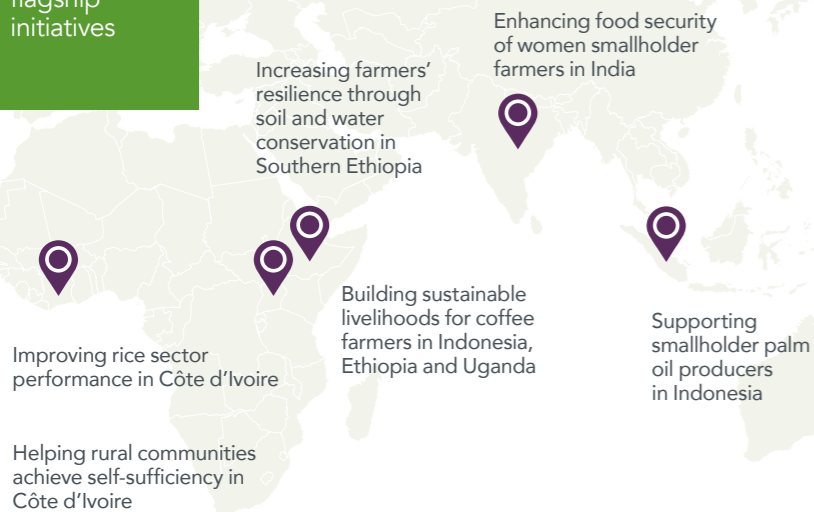 flagship
initiatives
Enhancing food security
of women smallholder
farmers in India
Increasing farmers’
resilience through
soil and water
conservation in
Southern Ethiopia
Building sustainable
livelihoods for coffee
farmers in Indonesia,
Ethiopia and Uganda
Supporting
smallholder palm
oil producers
in Indonesia
Improving rice sector
performance in Côte d’Ivoire
Helping rural communities
achieve self-sufficiency in
Côte d’Ivoire